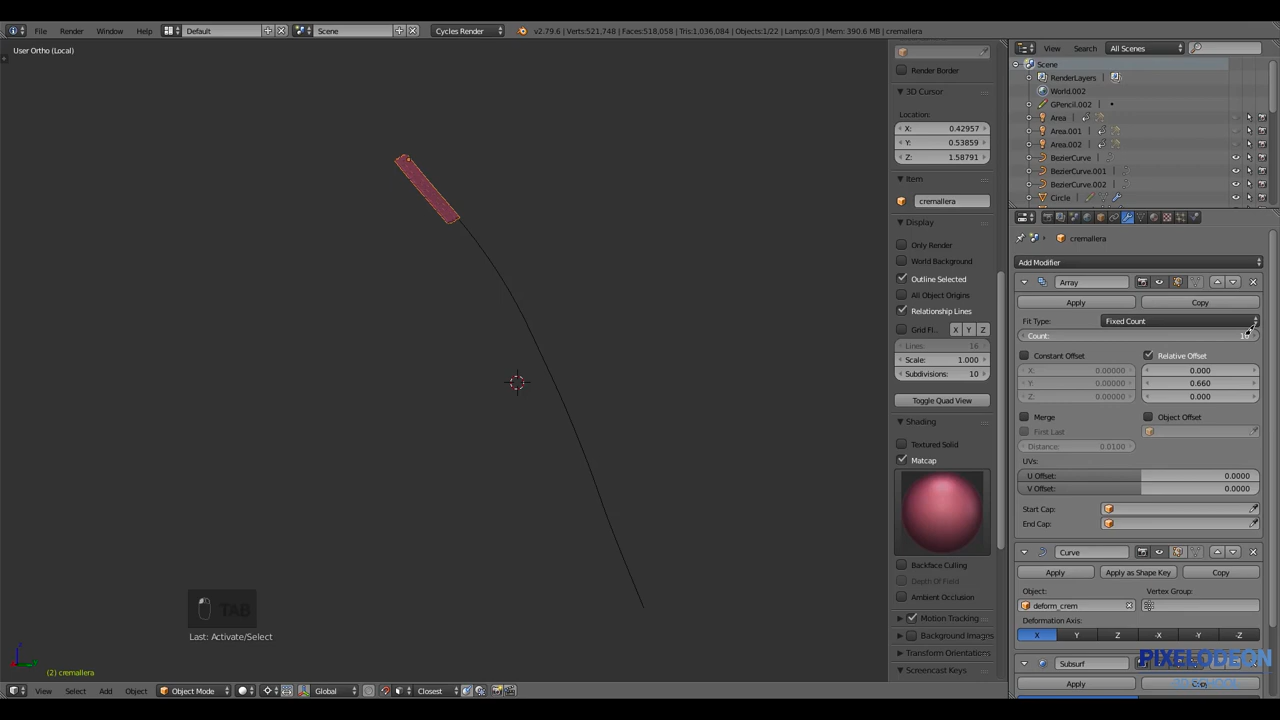 File Render Window Help Default Scene Cycles Render v2.79.6 | Verts:521,748 | Faces:518,058 | Tris:1,036,084 | Objects:1/22 | Lamps:0/3 | Mem: 390.6 MB | cremallera
User Ortho (Local)
Render Border
3D Cursor
Location:
X: 0.42957
Y: 0.53859
Z: 1.58791
Item
cremallera
Display
Only Render
World Background
Outline Selected
All Object Origins
Relationship Lines
Grid Fl... X Y Z
Lines: 16
Scale: 1.000
Subdivisions: 10
Toggle Quad View
Shading
Textured Solid
Matcap
Backface Culling
Depth Of Field
Ambient Occlusion
Motion Tracking
Background Images
Transform Orientations
Screencast Keys
View Search All Scenes
Scene
RenderLayers
World.002
GPencil.002
Area
Area.001
Area.002
BezierCurve
BezierCurve.001
BezierCurve.002
Circle
cremallera
Add Modifier
Array
Apply Copy
Fit Type: Fixed Count
Count:
Constant Offset Relative Offset
X: 0.00000 0.000
Y: 0.00000 0.660
Z: 0.00000 0.000
Merge Object Offset
First Last
Distance: 0.0100
UVs:
U Offset: 0.0000
V Offset: 0.0000
Start Cap:
End Cap:
Curve
Apply Apply as Shape Key Copy
Object: Vertex Group:
deform_crem
Deformation Axis:
X Y Z -X -Y -Z
Subsurf
PIXELODEON
3D SCHOOL
Apply
TAB
Last: Activate/Select
(2) cremallera
View Select Add Object Object Mode Global Closest